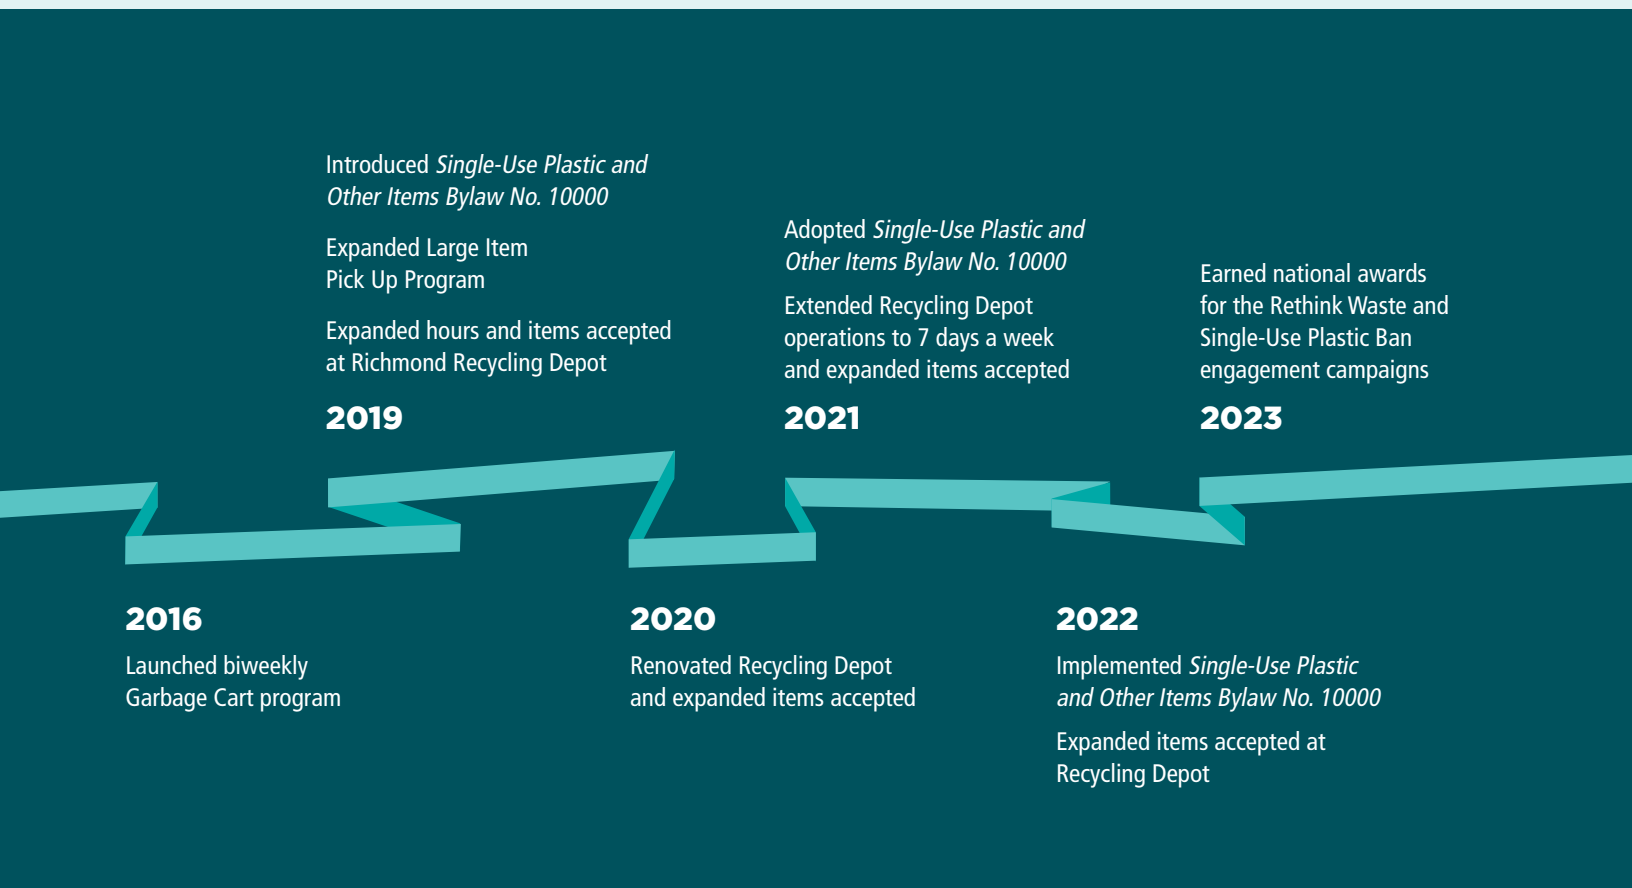 Introduced Single-Use Plastic and
Other Items Bylaw No. 10000
Expanded Large Item
Pick Up Program
Expanded hours and items accepted
at Richmond Recycling Depot
2019
Adopted Single-Use Plastic and
Other Items Bylaw No. 10000
Extended Recycling Depot
operations to 7 days a week
and expanded items accepted
2021
Earned national awards
for the Rethink Waste and
Single-Use Plastic Ban
engagement campaigns
2023
2016
Launched biweekly
Garbage Cart program
2020
Renovated Recycling Depot
and expanded items accepted
2022
Implemented Single-Use Plastic
and Other Items Bylaw No. 10000
Expanded items accepted at
Recycling Depot